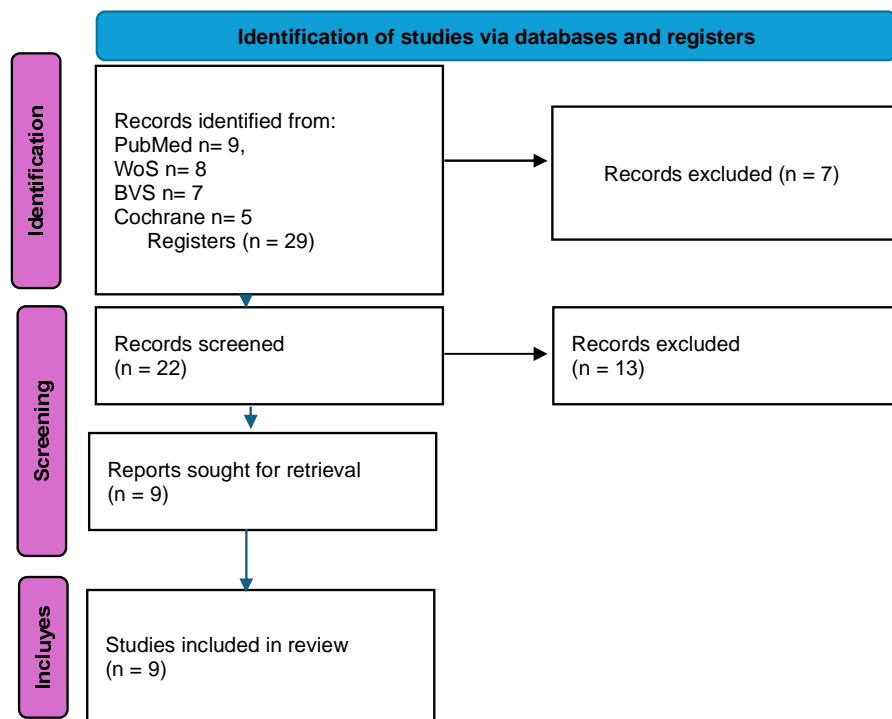 Identification of studies via databases and registers
Identification
Records identified from:
PubMed n= 9,
WoS n= 8
BVS n= 7
Cochrane n= 5
Registers (n = 29)
Records excluded (n = 7)
Screening
Records screened
(n = 22)
Records excluded
(n = 13)
Reports sought for retrieval
(n = 9)
Incluyes
Studies included in review
(n = 9)